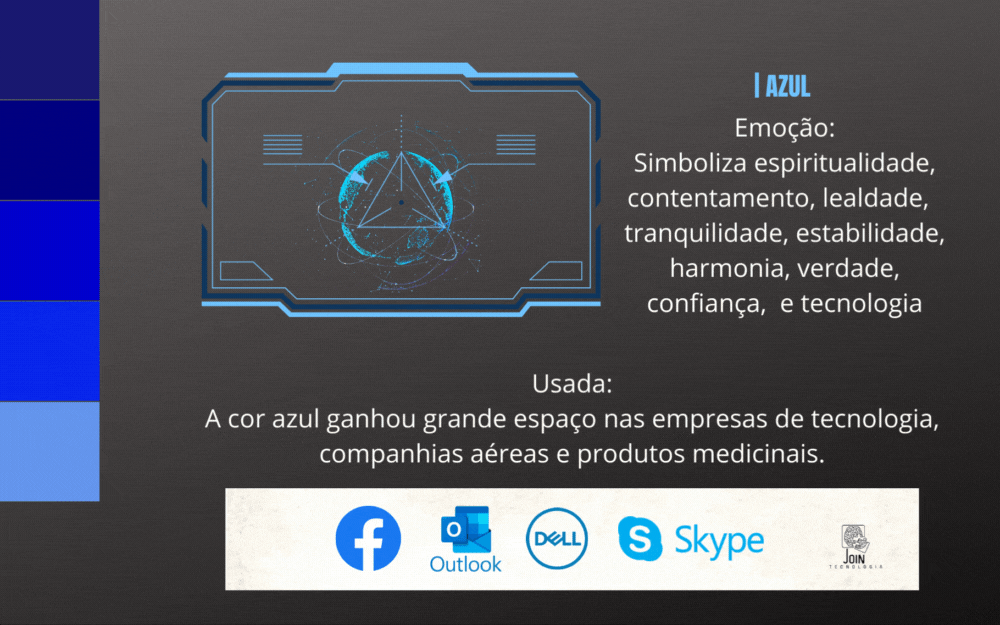 | AZUL
Emoção:
Simboliza espiritualidade,
contentamento, lealdade,
tranquilidade, estabilidade,
harmonia, verdade,
confiança, e tecnologia
Usada:
A cor azul ganhou grande espaço nas empresas de tecnologia,
companhias aéreas e produtos medicinais.
f
O
Outlook
DELL
S Skype
JOIN
TECNOLOGIA